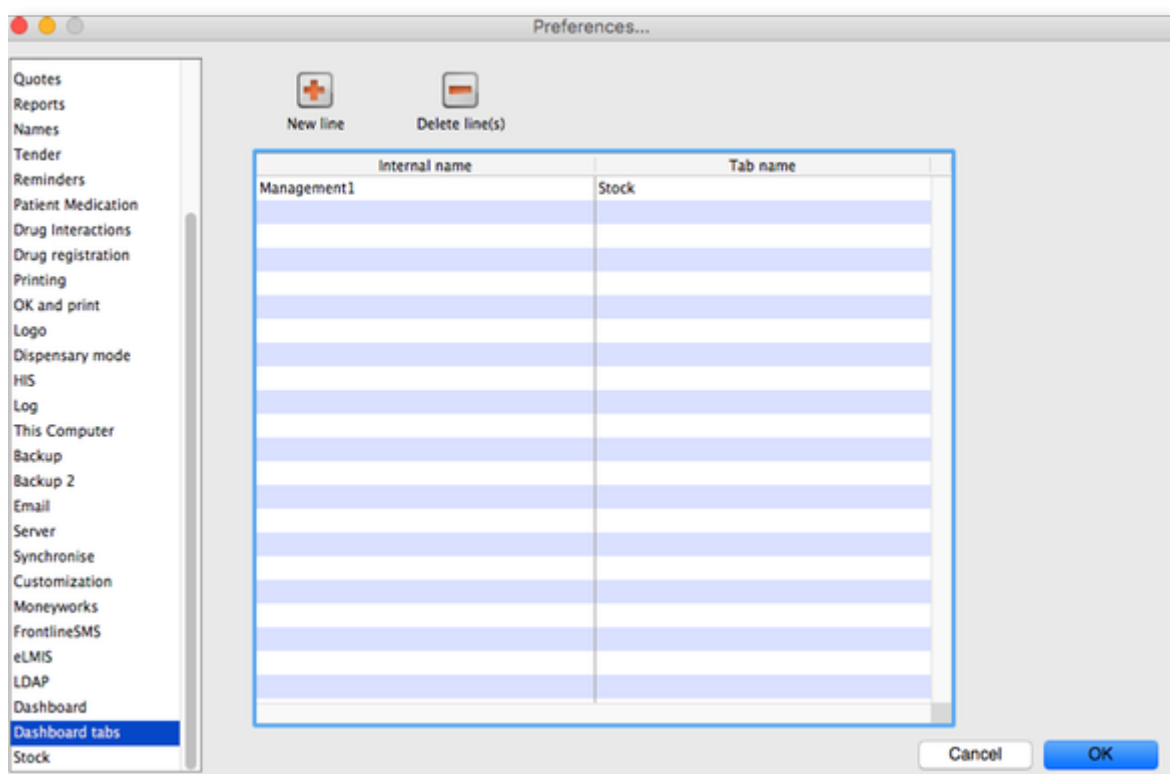 Preferences...
Quotes
Reports
Names
Tender
Reminders
Patient Medication
Drug Interactions
Drug registration
Printing
OK and print
Logo
Dispensary mode
HIS
Log
This Computer
Backup
Backup 2
Email
Server
Synchronise
Customization
Moneyworks
FrontlineSMS
eLMIS
LDAP
Dashboard
Dashboard tabs
Stock
New line Delete line(s)
Internal name Tab name
Management1 Stock
Cancel OK